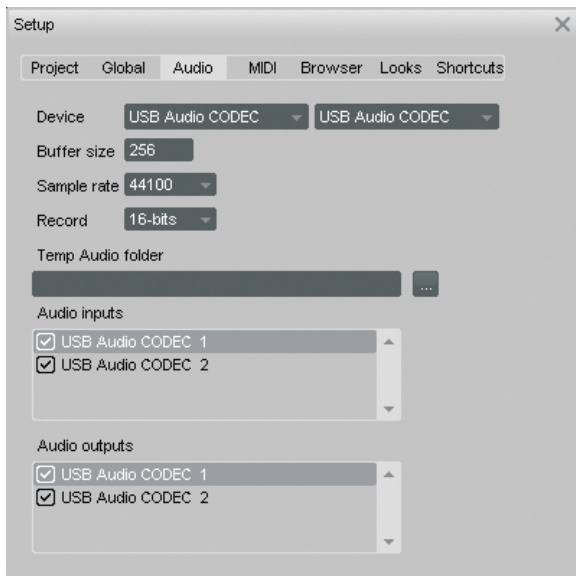 Setup
Project Global Audio MIDI Browser Looks Shortcuts
Device USB Audio CODEC USB Audio CODEC
Buffer size 256
Sample rate 44100
Record 16-bits
Temp Audio folder
...
Audio inputs
USB Audio CODEC 1
USB Audio CODEC 2
Audio outputs
USB Audio CODEC 1
USB Audio CODEC 2